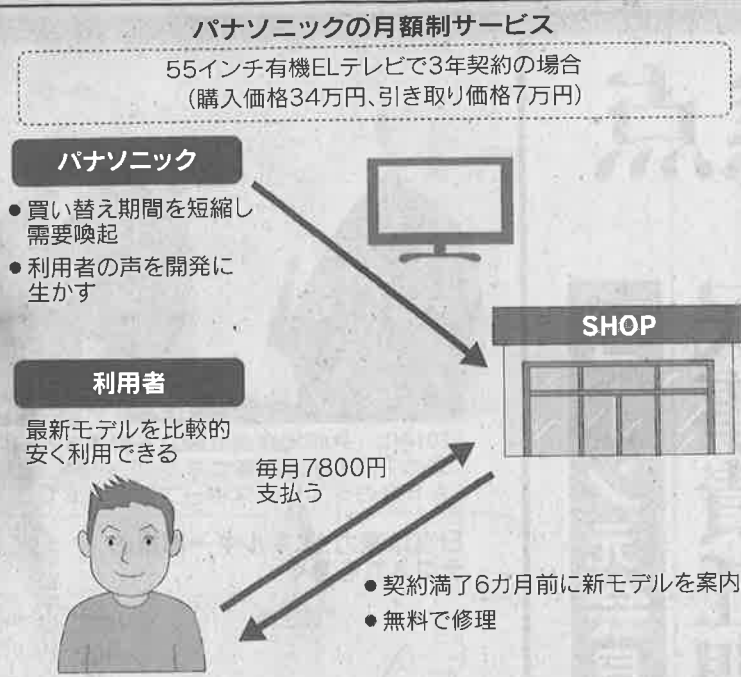 パナソニックの月額制サービス
55インチ有機ELテレビで3年契約の場合
(購入価格34万円、引き取り価格7万円)
パナソニック
● 買い替え期間を短縮し
需要喚起
● 利用者の声を開発に
生かす
SHOP
利用者
最新モデルを比較的
安く利用できる
毎月7800円
支払う
● 契約満了6カ月前に新モデルを案内
● 無料で修理